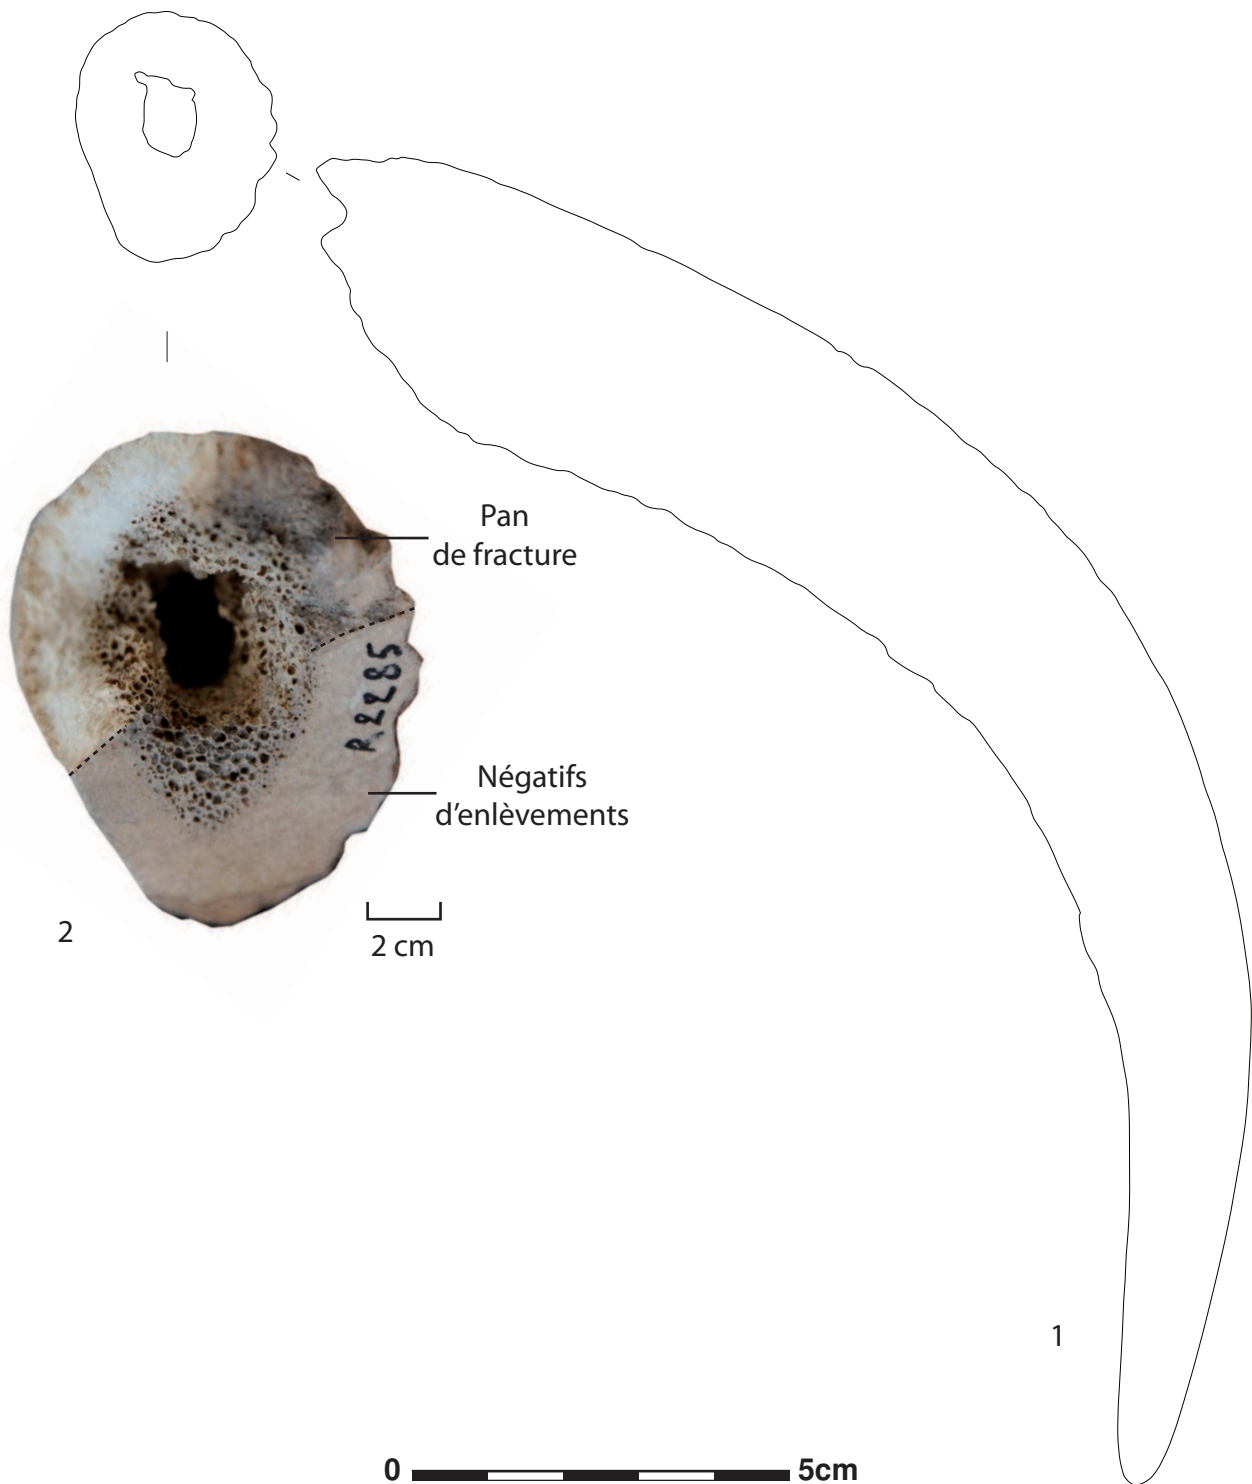 Pan
de fracture
R.2285
Négatifs
d'enlèvements
2
2 cm
1
0
5cm